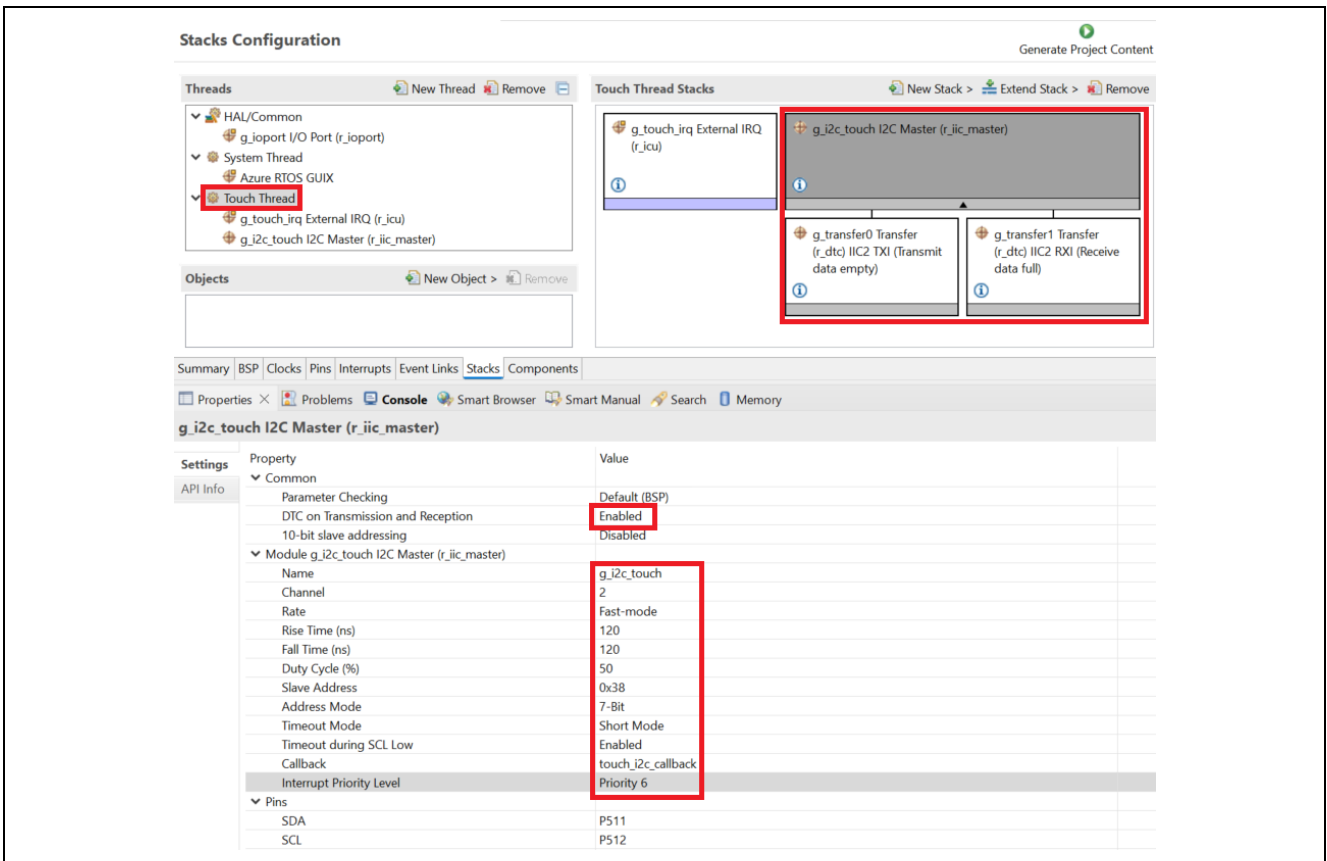 Stacks Configuration
Generate Project Content
Threads
New Thread Remove
HAL/Common
g_ioport I/O Port (r_ioport)
System Thread
Azure RTOS GUIX
Touch Thread
g_touch_irq External IRQ (r_icu)
g_i2c_touch I2C Master (r_iic_master)
Objects
New Object > Remove
Touch Thread Stacks
New Stack > Extend Stack > Remove
g_touch_irq External IRQ
(r_icu)
g_i2c_touch I2C Master (r_iic_master)
g_transfer0 Transfer
(r_dtc) IIC2 TXI (Transmit
data empty)
g_transfer1 Transfer
(r_dtc) IIC2 RXI (Receive
data full)
Summary BSP Clocks Pins Interrupts Event Links Stacks Components
Properties Problems Console Smart Browser Smart Manual Search Memory
g_i2c_touch I2C Master (r_iic_master)
Settings
API Info
Property Value
Common
Parameter Checking Default (BSP)
DTC on Transmission and Reception Enabled
10-bit slave addressing Disabled
Module g_i2c_touch I2C Master (r_iic_master)
Name g_i2c_touch
Channel 2
Rate Fast-mode
Rise Time (ns) 120
Fall Time (ns) 120
Duty Cycle (%) 50
Slave Address 0x38
Address Mode 7-Bit
Timeout Mode Short Mode
Timeout during SCL Low Enabled
Callback touch_i2c_callback
Interrupt Priority Level Priority 6
Pins
SDA P511
SCL P512